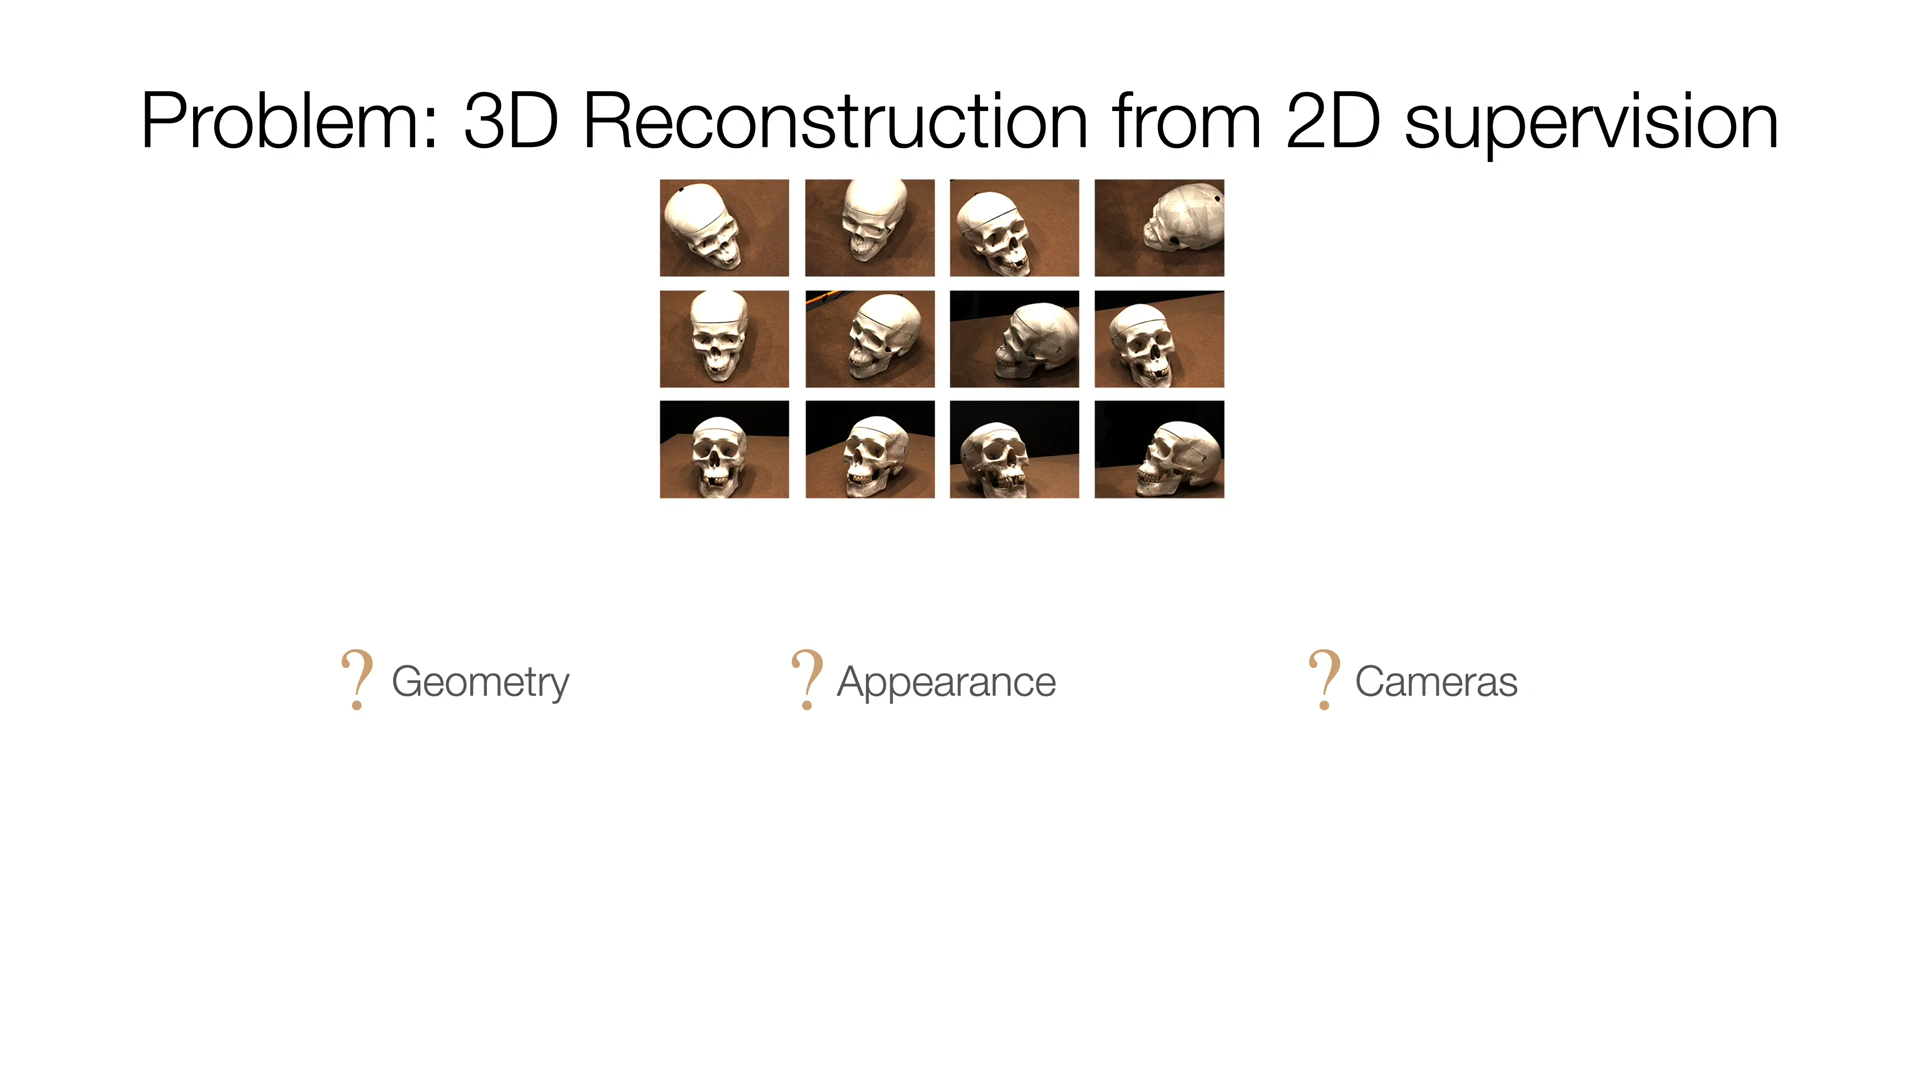 Problem: 3D Reconstruction from 2D supervision
? Geometry
? Appearance
? Cameras